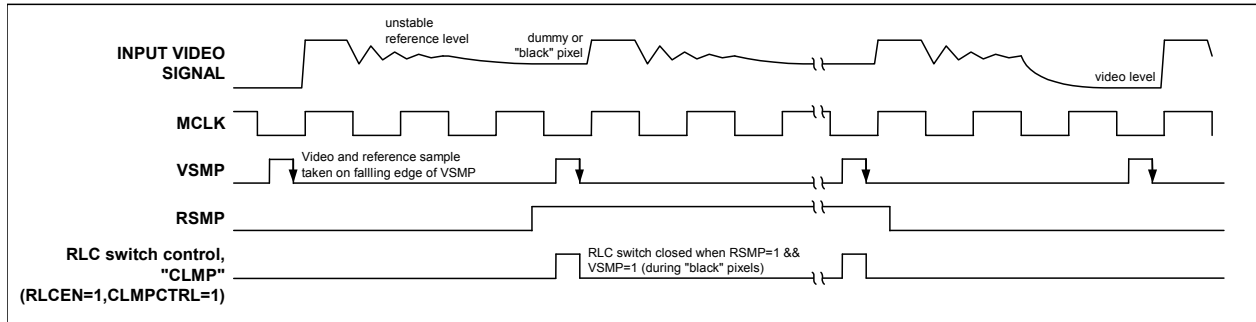 unstable
reference level
dummy or
"black" pixel
INPUT VIDEO
SIGNAL
video level
MCLK
VSMP
Video and reference sample
taken on fallling edge of VSMP
RSMP
RLC switch control,
"CLMP"
(RLCEN=1,CLMPCTRL=1)
RLC switch closed when RSMP=1 &&
VSMP=1 (during "black" pixels)